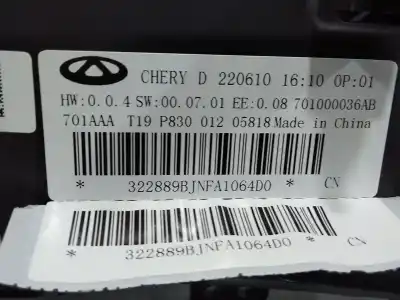 CHERY D 220610 16:10 OP:01
HW:0.0.4 SW:00.07.01 EE:0.08 701000036AB
701AAA T19 P830 012 05818 Made in China
* 322889BJNFA1064D0 * CN
* 322889BJNFA1064D0 * CN